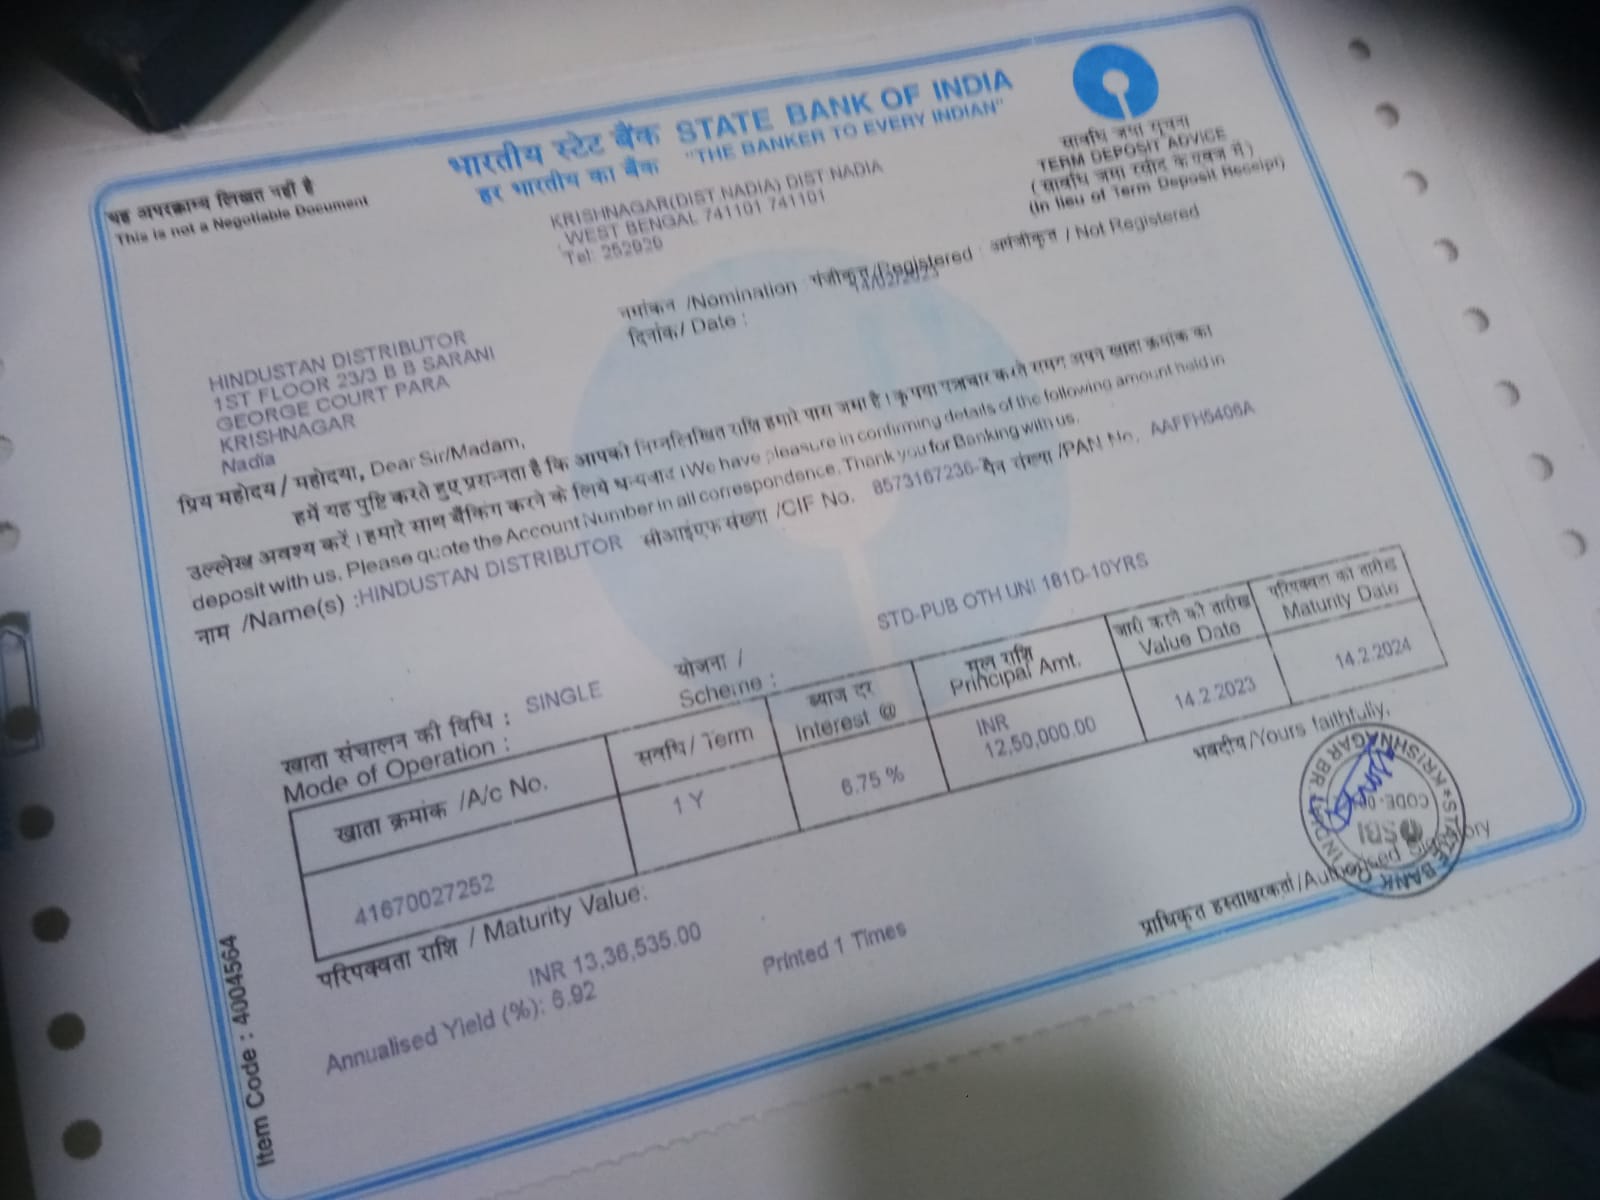 भारतीय स्टेट बैंक STATE BANK OF INDIA
हर भारतीय का बैंक "THE BANKER TO EVERY INDIAN"
यह अपरक्राम्य लिखत नहीं है
This is not a Negotiable Document
KRISHNAGAR(DIST NADIA) DIST NADIA
WEST BENGAL 741101 741101
Tel: 252920
सावधि जमा सूचना
TERM DEPOSIT ADVICE
(सावधि जमा रसीद के एवज में)
(In lieu of Term Deposit Receipt)
नमांकन /Nomination पंजीकृत/Registered : अपंजीकृत / Not Registered
दिनांक/ Date : 14/02/2023
HINDUSTAN DISTRIBUTOR
1ST FLOOR 23/3 B B SARANI
GEORGE COURT PARA
KRISHNAGAR
Nadia
प्रिय महोदय / महोदया, Dear Sir/Madam,
हमें यह पुष्टि करते हुए प्रसन्नता है कि आपको निम्नलिखित राशि हमारे पास जमा है। कृपया पत्राचार करते समय अपने खाता क्रमांक का
उल्लेख अवश्य करें। हमारे साथ बैंकिंग करने के लिये धन्यवाद। We have pleasure in confirming details of the following amount held in
deposit with us. Please quote the Account Number in all correspondence. Thank you for Banking with us.
नाम /Name(s) :HINDUSTAN DISTRIBUTOR सीआईएफ संख्या /CIF No. 8573167236- पैन संख्या /PAN No. AAFFH5406A
खाता संचालन की विधि : SINGLE योजना / STD-PUB OTH UNI 181D-10YRS
Mode of Operation : Scheme :
खाता क्रमांक /A/c No. / Term ब्याज दर Interest @ मूल राशि Principal Amt. जारी करने की तारीख Value Date परिपक्वता की तारीख Maturity Date
41670027252 1 Y 6.75 % INR 12,50,000.00 14.2.2023 14.2.2024
परिपक्वता राशि / Maturity Value:
INR 13,36,535.00
भवदीय/Yours faithfully,
Annualised Yield (%): 6.92 Printed 1 Times
STATE BANK KRISHNAGAR BR.
SBI
प्राधिकृत हस्ताक्षरकर्ता/Authorised Signatory
Item Code : 4004564